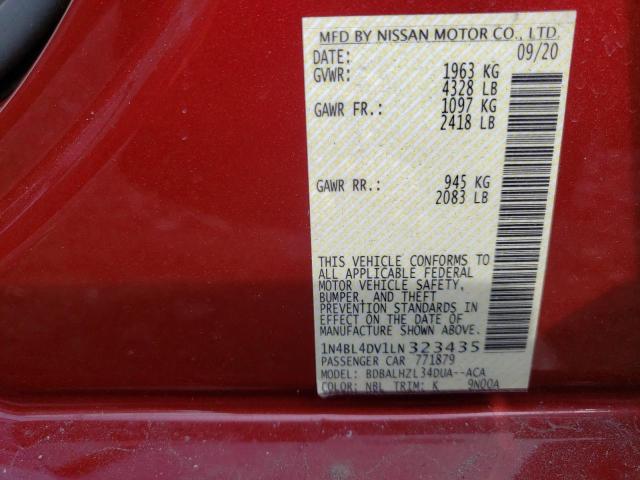 MFD BY NISSAN MOTOR CO., LTD.
DATE: 09/20
GVWR: 1963 KG
4328 LB
GAWR FR.: 1097 KG
2418 LB
GAWR RR.: 945 KG
2083 LB
THIS VEHICLE CONFORMS TO
ALL APPLICABLE FEDERAL
MOTOR VEHICLE SAFETY,
BUMPER, AND THEFT
PREVENTION STANDARDS IN
EFFECT ON THE DATE OF
MANUFACTURE SHOWN ABOVE.
1N4BL4DV1LN323435
PASSENGER CAR 771879
MODEL: BDBALHZL34DUA--ACA
COLOR: NBL TRIM: K 9N00A